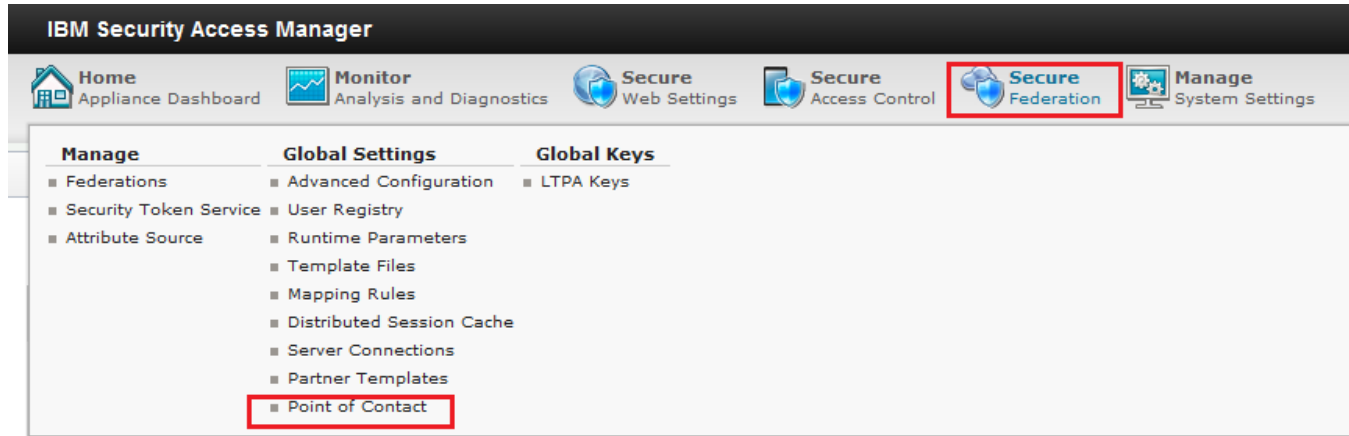 IBM Security Access Manager
Home
Appliance Dashboard
Monitor
Analysis and Diagnostics
Secure
Web Settings
Secure
Access Control
Secure
Federation
Manage
System Settings
Manage
Federations
Security Token Service
Attribute Source
Global Settings
Advanced Configuration
User Registry
Runtime Parameters
Template Files
Mapping Rules
Distributed Session Cache
Server Connections
Partner Templates
Point of Contact
Global Keys
LTPA Keys